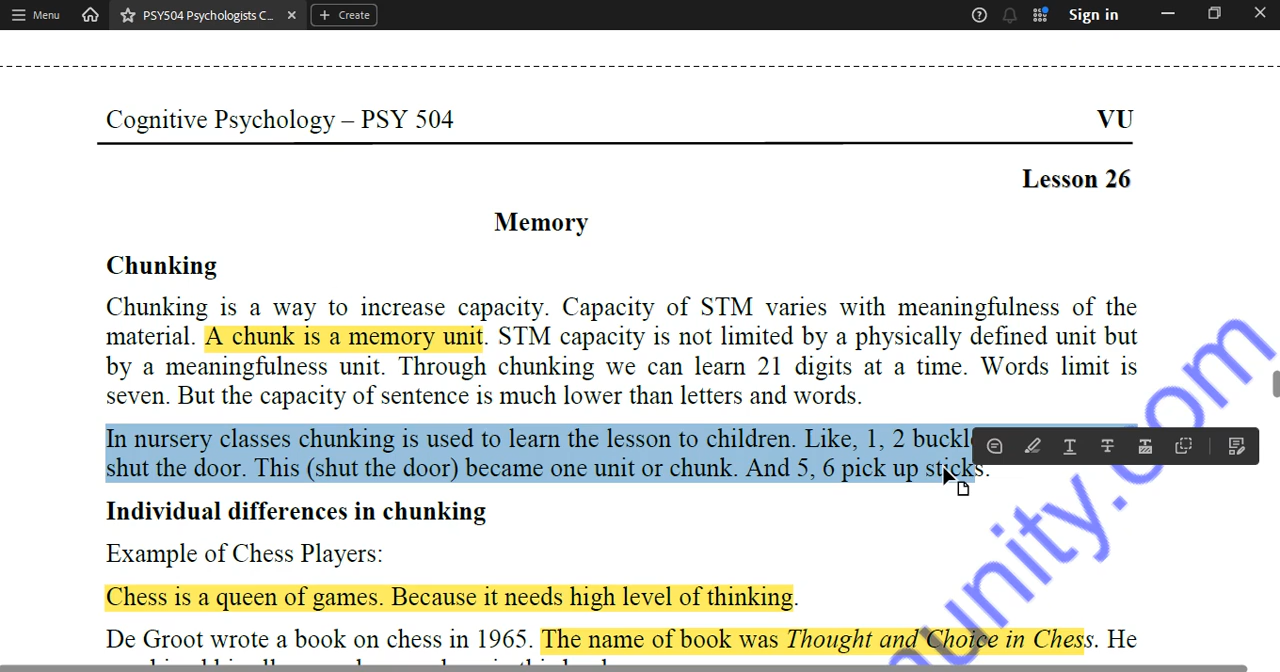 Menu
PSY504 Psychologists C...
Create
Sign in
Cognitive Psychology – PSY 504
VU
Lesson 26
Memory
Chunking
Chunking is a way to increase capacity. Capacity of STM varies with meaningfulness of the
material. A chunk is a memory unit. STM capacity is not limited by a physically defined unit but
by a meaningfulness unit. Through chunking we can learn 21 digits at a time. Words limit is
seven. But the capacity of sentence is much lower than letters and words.
In nursery classes chunking is used to learn the lesson to children. Like, 1, 2
shut the door. This (shut the door) became one unit or chunk. And 5, 6 pick up sticks.
Individual differences in chunking
Example of Chess Players:
Chess is a queen of games. Because it needs high level of thinking.
De Groot wrote a book on chess in 1965. The name of book was Thought and Choice in Chess. He
unity.com